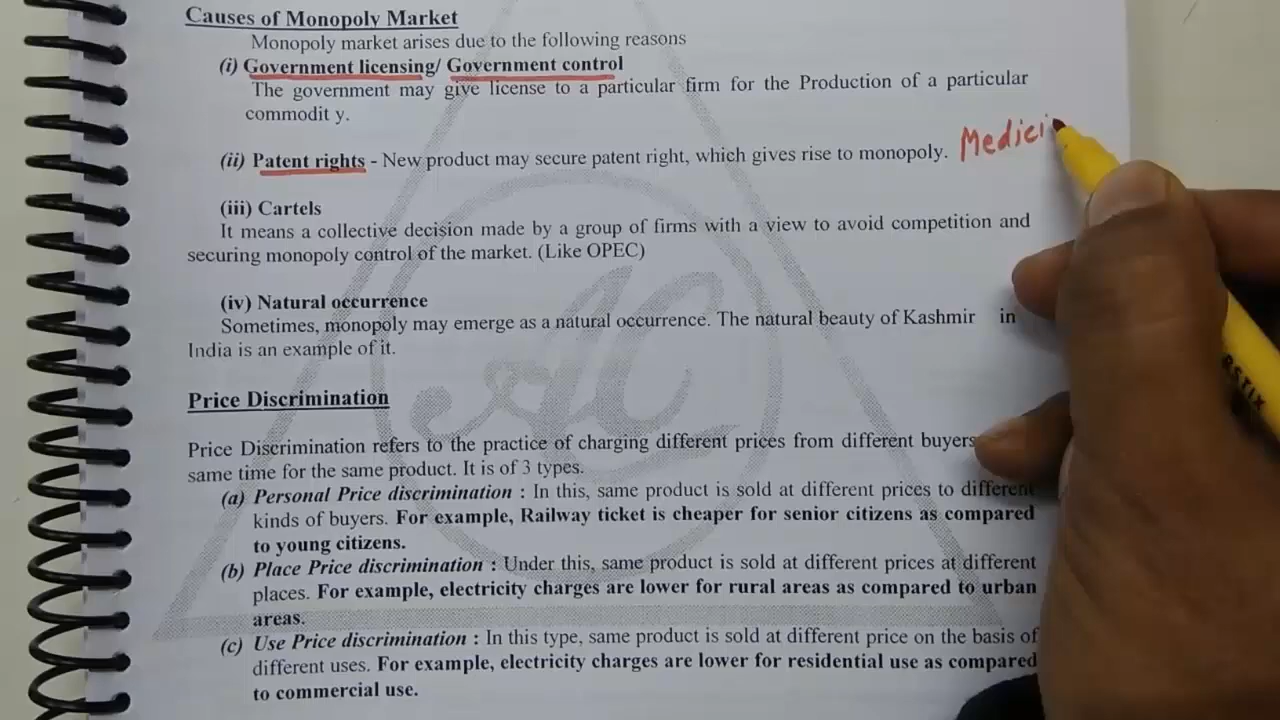 Causes of Monopoly Market
Monopoly market arises due to the following reasons
(i) Government licensing/ Government control
The government may give license to a particular firm for the Production of a particular
commodit y.
(ii) Patent rights - New product may secure patent right, which gives rise to monopoly. Medici
(iii) Cartels
It means a collective decision made by a group of firms with a view to avoid competition and
securing monopoly control of the market. (Like OPEC)
(iv) Natural occurrence
Sometimes, monopoly may emerge as a natural occurrence. The natural beauty of Kashmir in
India is an example of it.
Price Discrimination
Price Discrimination refers to the practice of charging different prices from different buyers
same time for the same product. It is of 3 types.
(a) Personal Price discrimination : In this, same product is sold at different prices to different
kinds of buyers. For example, Railway ticket is cheaper for senior citizens as compared
to young citizens.
(b) Place Price discrimination : Under this, same product is sold at different prices at different
places. For example, electricity charges are lower for rural areas as compared to urban
areas.
(c) Use Price discrimination : In this type, same product is sold at different price on the basis of
different uses. For example, electricity charges are lower for residential use as compared
to commercial use.
RSTIX
AC